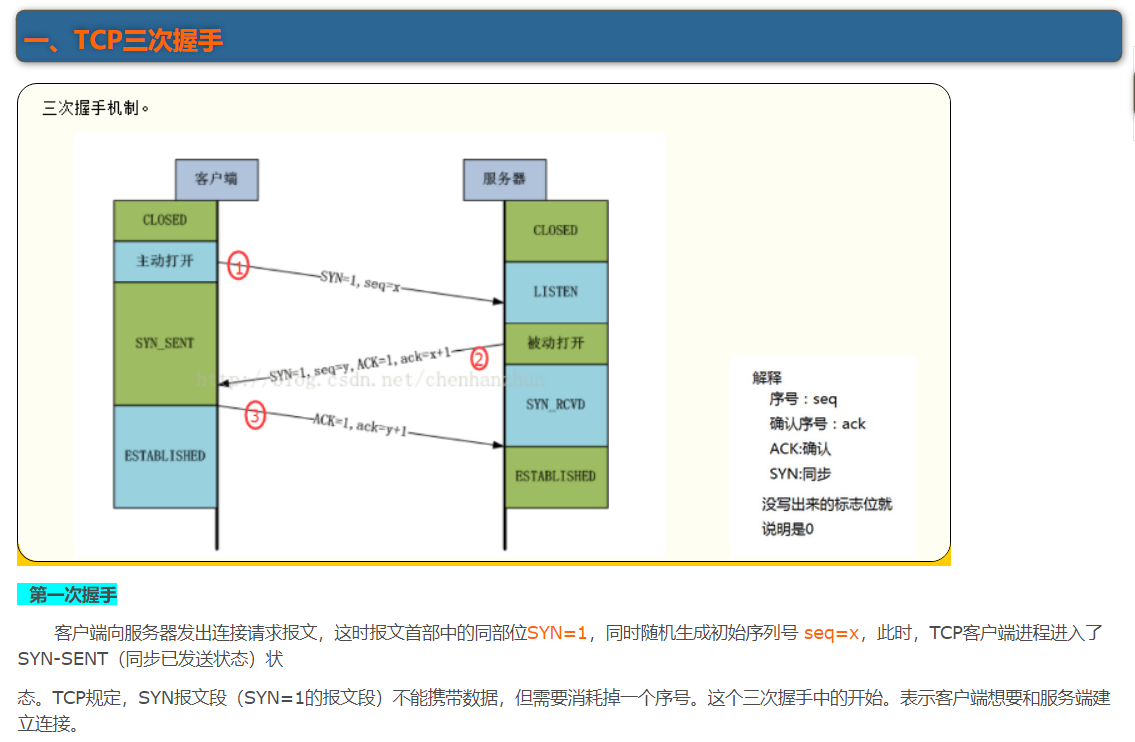 一、TCP三次握手
三次握手机制。
客户端
服务器
CLOSED
CLOSED
主动打开
1
SYN=1, seq=x
LISTEN
SYN_SENT
被动打开
2
SYN=1, seq=y, ACK=1, ack=x+1
http://blog.csdn.net/chenhanzhun
SYN_RCVD
3
ACK=1, ack=y+1
ESTABLISHED
ESTABLISHED
解释
序号：seq
确认序号：ack
ACK:确认
SYN:同步
没写出来的标志位就
说明是0
第一次握手
客户端向服务器发出连接请求报文，这时报文首部中的同部位SYN=1，同时随机生成初始序列号 seq=x，此时，TCP客户端进程进入了
SYN-SENT（同步已发送状态）状
态。TCP规定，SYN报文段（SYN=1的报文段）不能携带数据，但需要消耗掉一个序号。这个三次握手中的开始。表示客户端想要和服务端建
立连接。